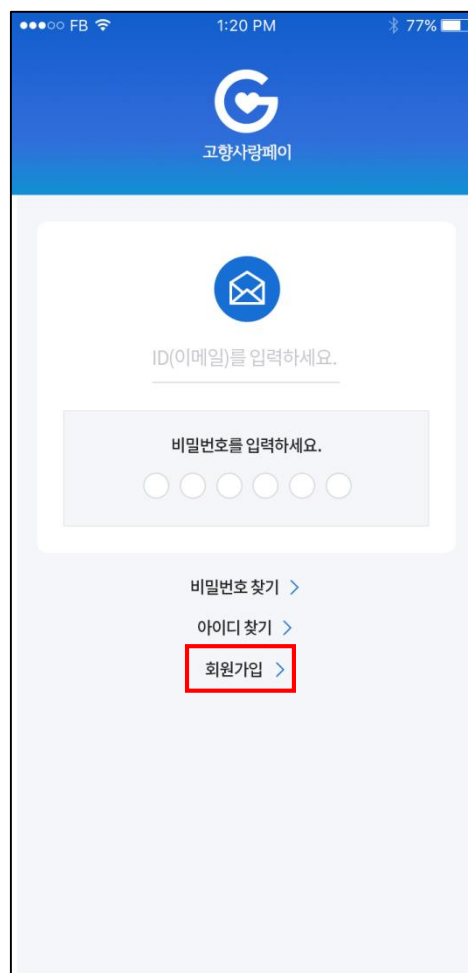 FB 1:20 PM 77%
고향사랑페이
ID(이메일)를 입력하세요.
비밀번호를 입력하세요.
비밀번호 찾기 >
아이디 찾기 >
회원가입 >